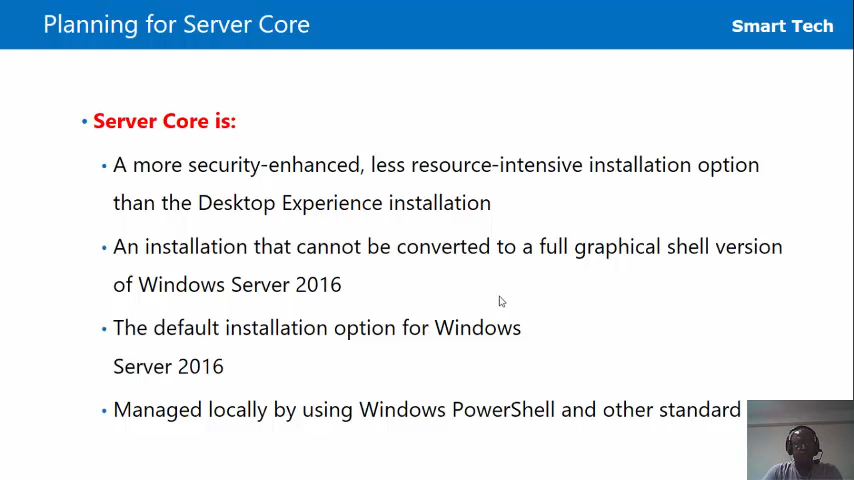 Planning for Server Core
Smart Tech
• Server Core is:
• A more security-enhanced, less resource-intensive installation option
than the Desktop Experience installation
• An installation that cannot be converted to a full graphical shell version
of Windows Server 2016
• The default installation option for Windows
Server 2016
• Managed locally by using Windows PowerShell and other standard